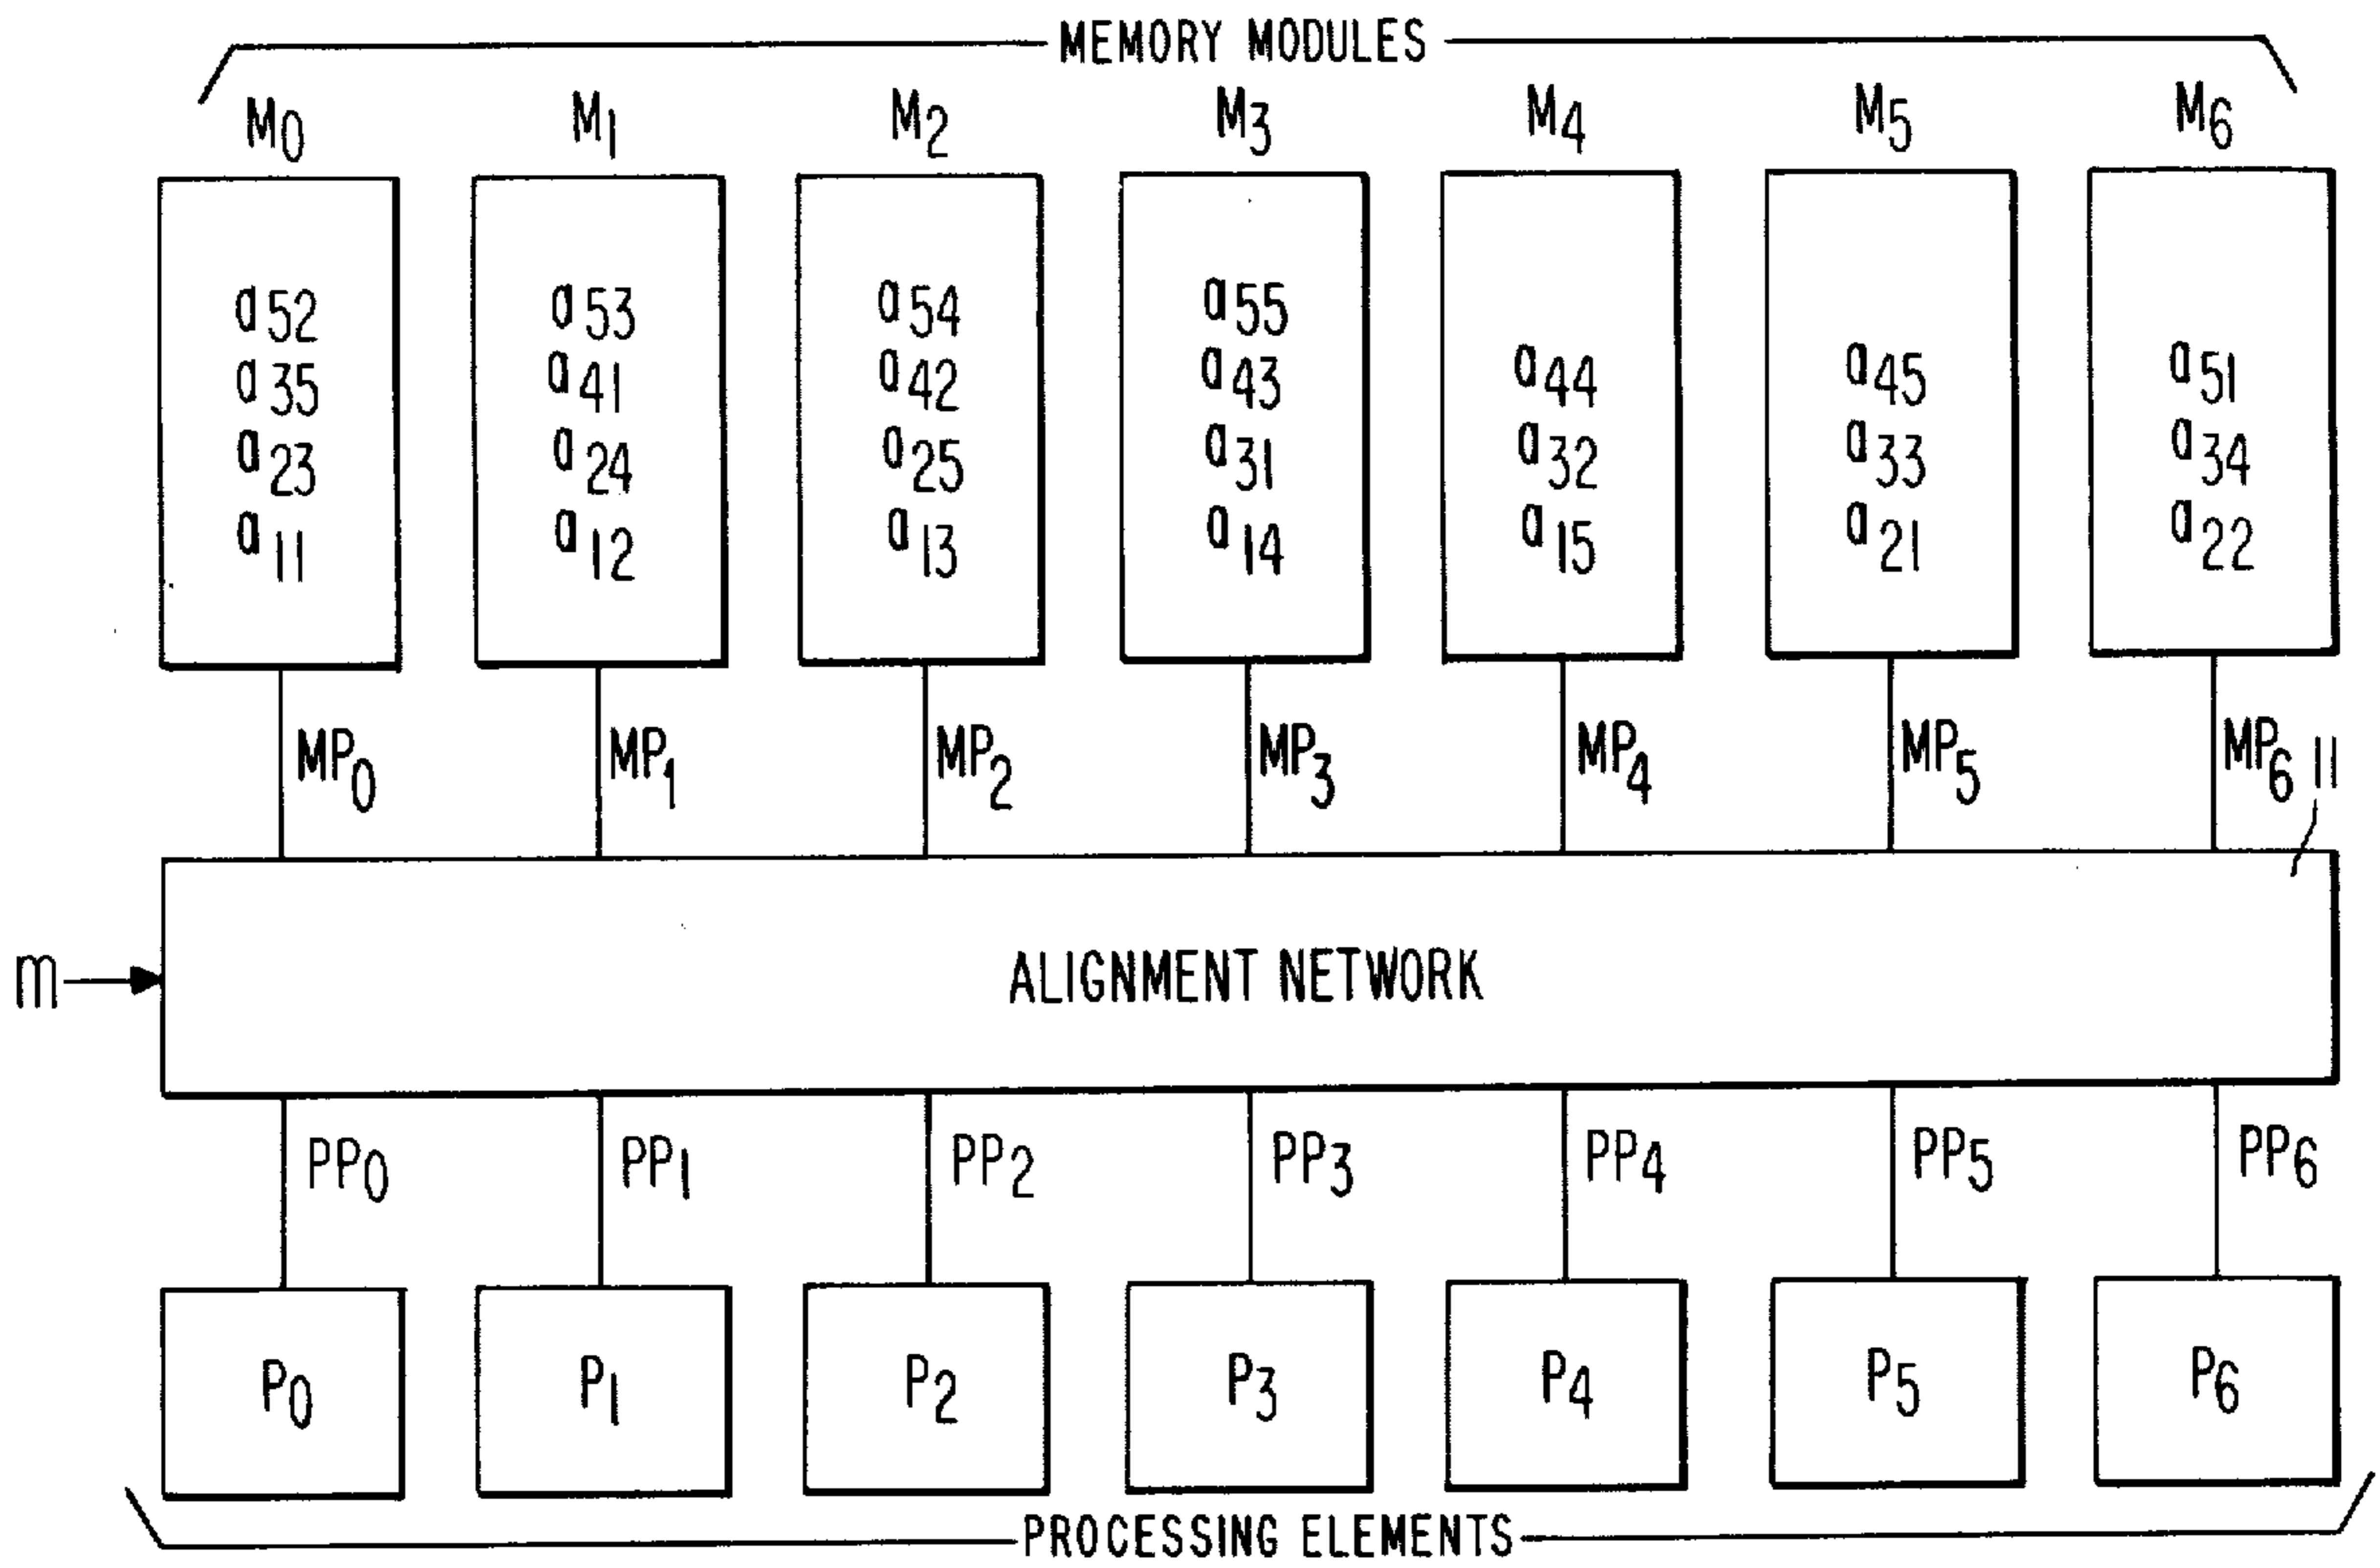 MEMORY MODULES
M0 M1 M2 M3 M4 M5 M6
a52 a53 a54 a55
a35 a41 a42 a43 a44 a45 a51
a23 a24 a25 a31 a32 a33 a34
a11 a12 a13 a14 a15 a21 a22
MP0 MP1 MP2 MP3 MP4 MP5 MP6 11
m ALIGNMENT NETWORK
PP0 PP1 PP2 PP3 PP4 PP5 PP6
P0 P1 P2 P3 P4 P5 P6
PROCESSING ELEMENTS